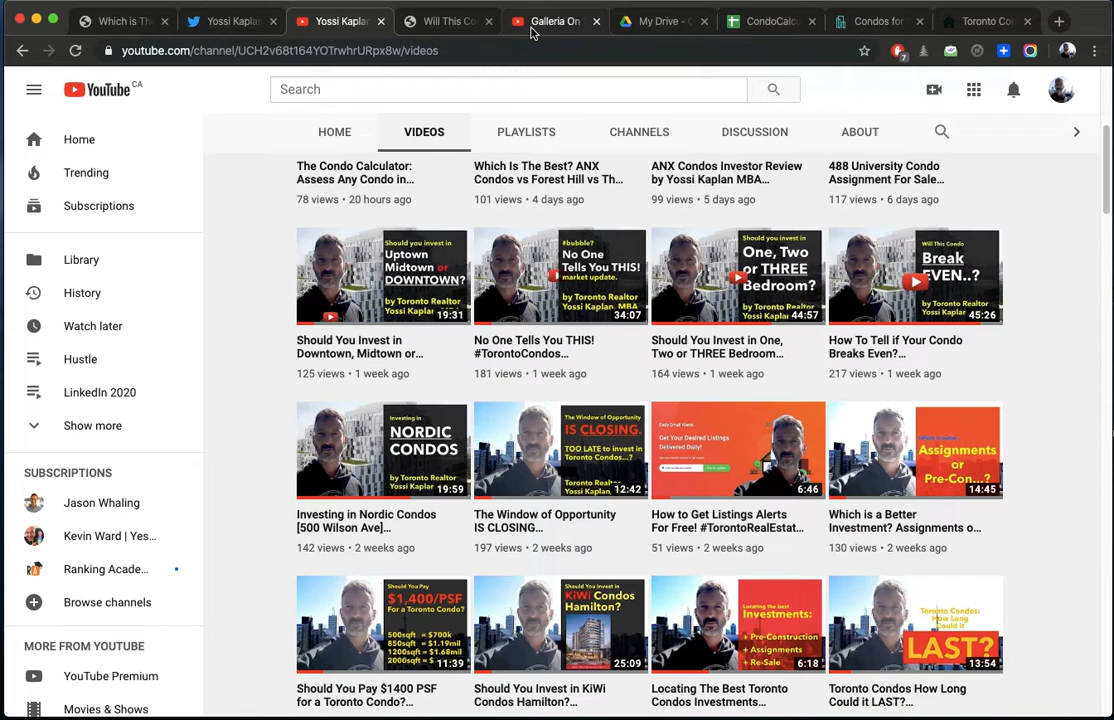 Which is The
Yossi Kaplan
Yossi Kaplan
Will This Co
Galleria On
My Drive - G
CondoCalcu
Condos for
Toronto Con
youtube.com/channel/UCH2v68t164YOTrwhrURpx8w/videos
7
YouTube CA
Search
HOME VIDEOS PLAYLISTS CHANNELS DISCUSSION ABOUT
Home
Trending
Subscriptions
Library
History
Watch later
Hustle
LinkedIn 2020
Show more
SUBSCRIPTIONS
Jason Whaling
Kevin Ward | Yes...
Ranking Acade...
Browse channels
MORE FROM YOUTUBE
YouTube Premium
Movies & Shows
The Condo Calculator:
Assess Any Condo in...
78 views • 20 hours ago
Which Is The Best? ANX
Condos vs Forest Hill vs Th...
101 views • 4 days ago
ANX Condos Investor Review
by Yossi Kaplan MBA...
99 views • 5 days ago
488 University Condo
Assignment For Sale...
117 views • 6 days ago
Should you invest in
Uptown
Midtown or
DOWNTOWN?
by Toronto Realtor
Yossi Kaplan
19:31
Should You Invest in
Downtown, Midtown or...
125 views • 1 week ago
#bubble?
No One
Tells You THIS!
market update.
by Toronto Realtor
Yossi Kaplan, MBA
34:07
No One Tells You THIS!
#TorontoCondos...
181 views • 1 week ago
Should you invest in
One, Two
or THREE
Bedroom?
by Toronto Realtor
Yossi Kaplan
44:57
Should You Invest in One,
Two or THREE Bedroom...
164 views • 1 week ago
Will This Condo
Break
EVEN..?
by Toronto Realtor
Yossi Kaplan
45:26
How To Tell if Your Condo
Breaks Even?...
217 views • 1 week ago
Investing in
NORDIC
CONDOS
by Toronto Realtor
Yossi Kaplan
19:59
Investing in Nordic Condos
[500 Wilson Ave]...
142 views • 2 weeks ago
The Window of Opportunity
IS CLOSING.
TOO LATE to invest in
Toronto Condos...?
Toronto Realtor
Yossi Kaplan
12:42
The Window of Opportunity
IS CLOSING...
197 views • 2 weeks ago
Daily Email Alerts
Get Your Desired Listings
Delivered Daily!
6:46
How to Get Listings Alerts
For Free! #TorontoRealEstat...
51 views • 2 weeks ago
Assignments
or
Pre-Con...?
14:45
Which is a Better
Investment? Assignments o...
130 views • 2 weeks ago
Should You Pay
$1,400/PSF
For a Toronto Condo?
500sqft = $700k
850sqft = $1.19mil
1200sqft = $1.68mil
2000sqft = $
11:39
Should You Pay $1400 PSF
for a Toronto Condo?...
Should You Invest in
KiWi Condos
Hamilton?
25:09
Should You Invest in KiWi
Condos Hamilton?...
Locating the best
Investments:
+ Pre-Construction
+ Assignments
+ Re-Sale
6:18
Locating The Best Toronto
Condos Investments...
Toronto Condos:
How Long
Could it
LAST?
13:54
Toronto Condos How Long
Could it LAST?...